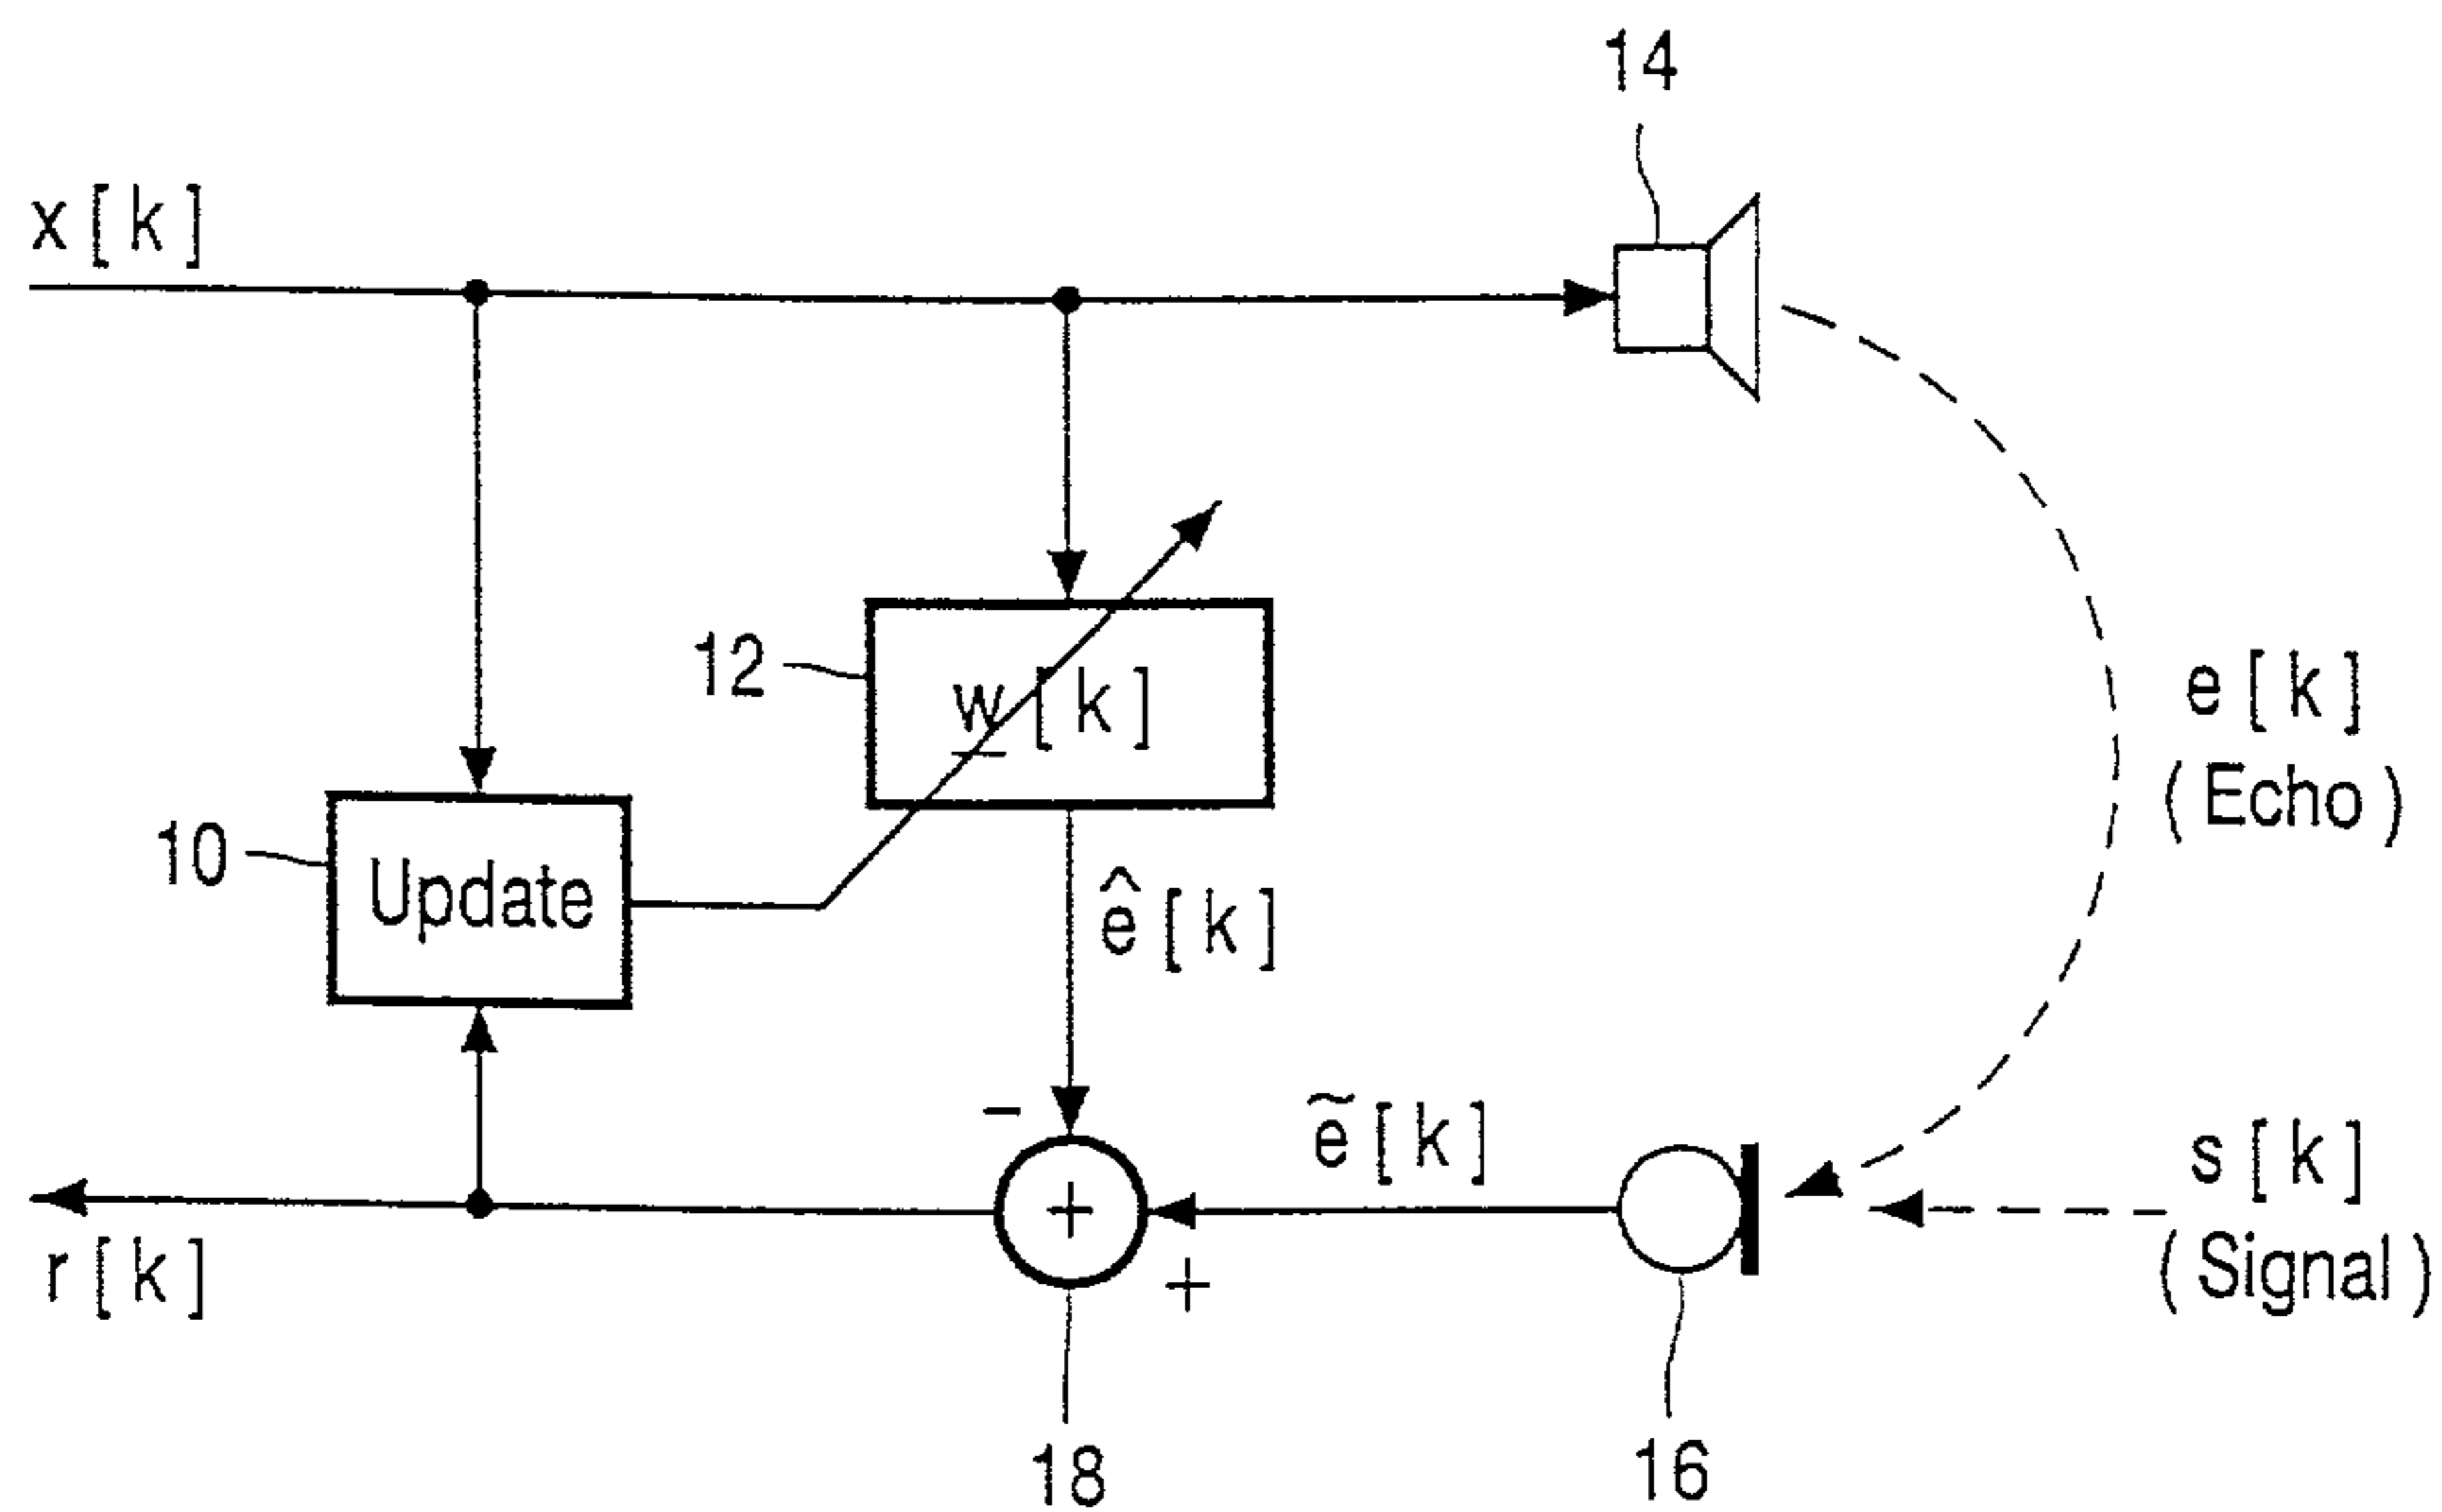 14
x[k]
12
w[k]
e[k]
(Echo)
10
Update
ê[k]
-
ẽ[k]
s[k]
+
(Signal)
r[k]
+
18
16